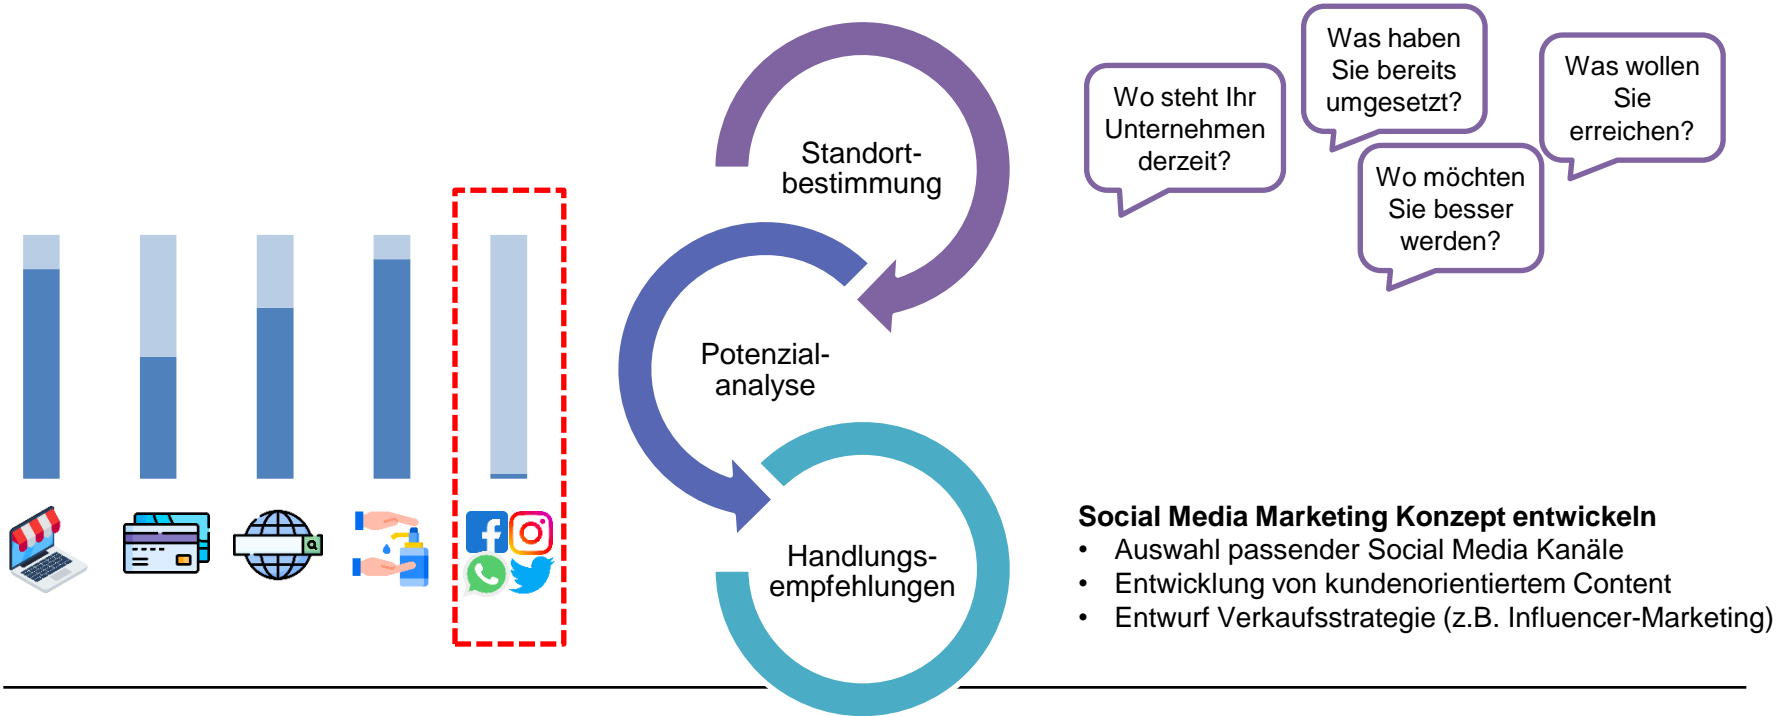 Standort-
bestimmung
Wo steht Ihr
Unternehmen
derzeit?
Was haben
Sie bereits
umgesetzt?
Was wollen
Sie
erreichen?
Wo möchten
Sie besser
werden?
Potenzial-
analyse
Handlungs-
empfehlungen
Social Media Marketing Konzept entwickeln
• Auswahl passender Social Media Kanäle
• Entwicklung von kundenorientiertem Content
• Entwurf Verkaufsstrategie (z.B. Influencer-Marketing)